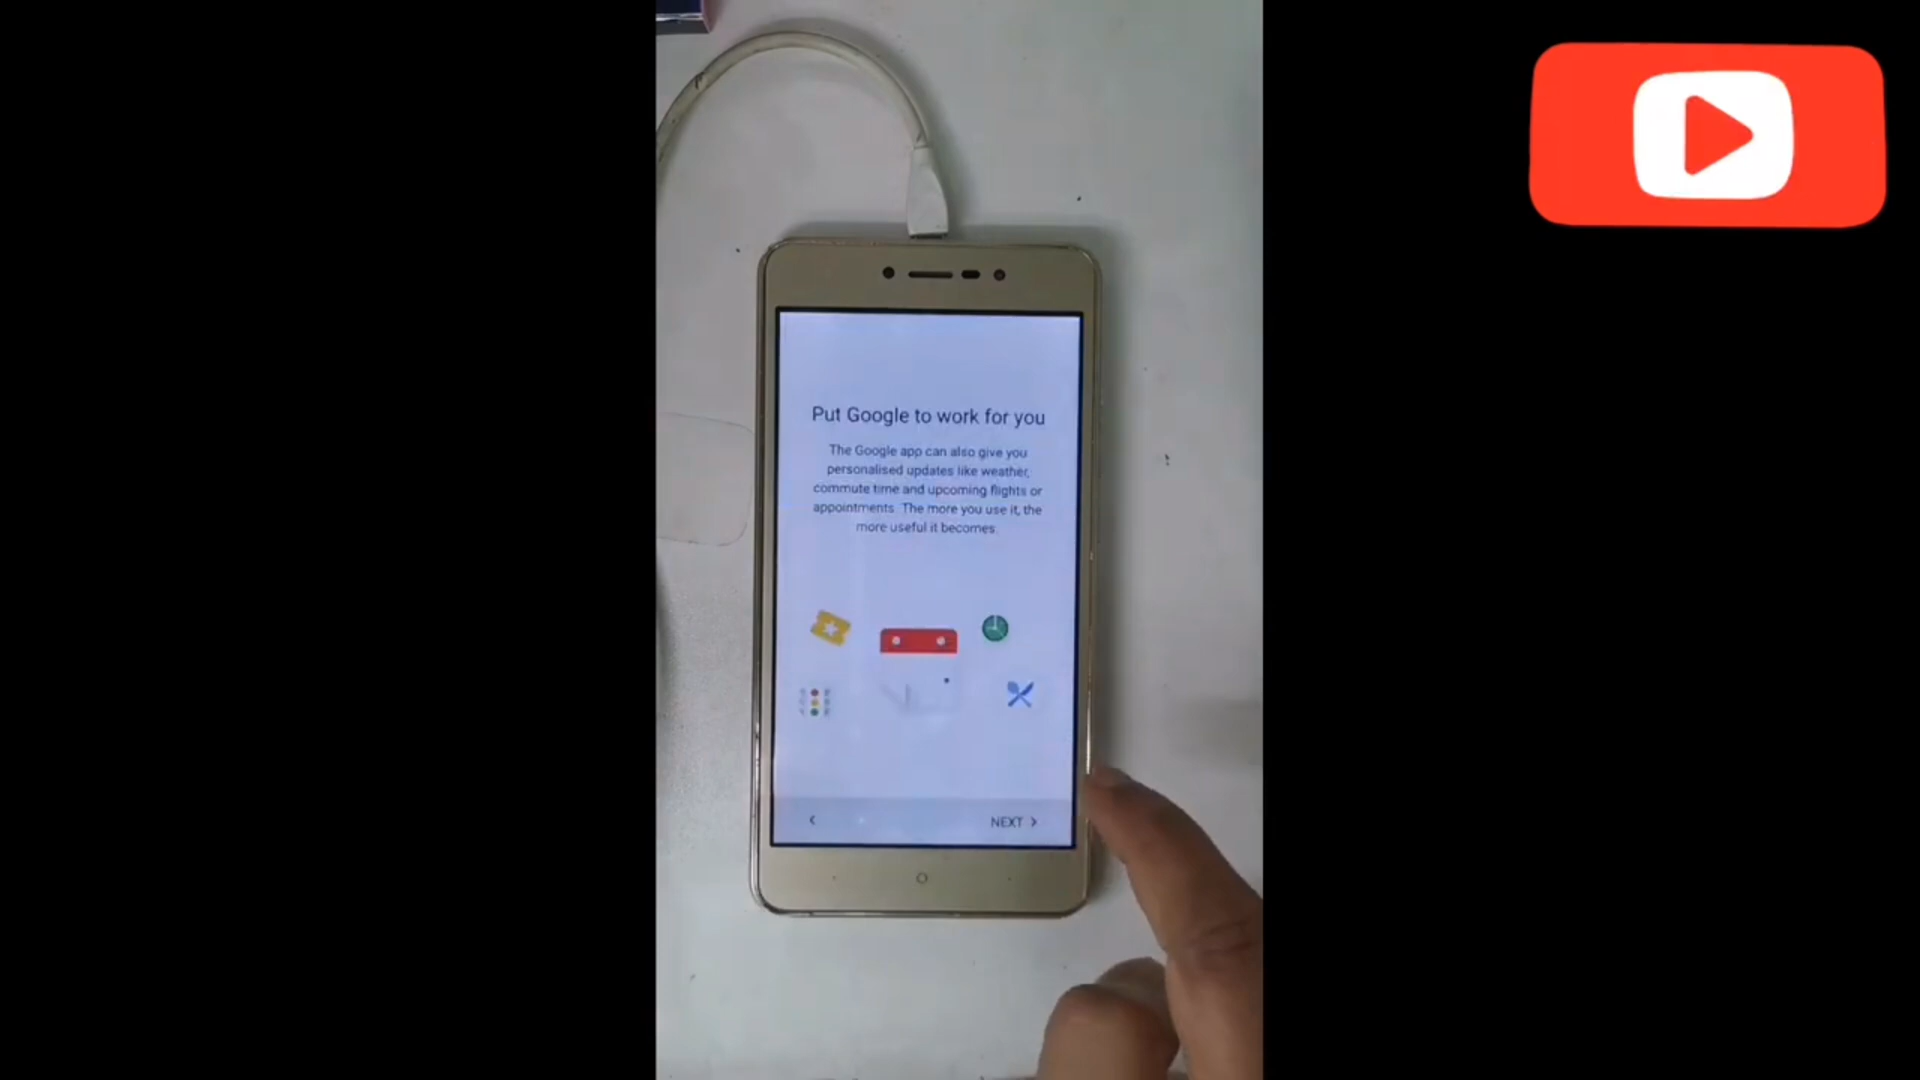 Put Google to work for you
The Google app can also give you
personalised updates like weather,
commute time and upcoming flights or
appointments. The more you use it, the
more useful it becomes.
NEXT